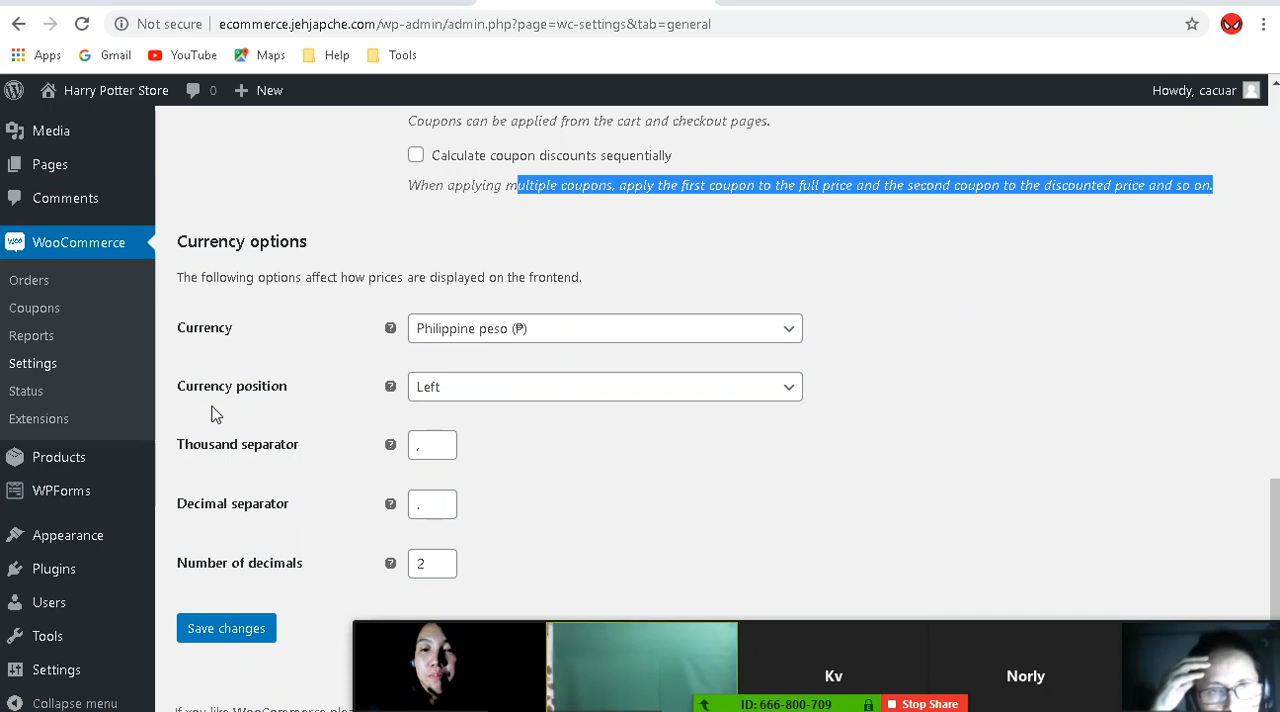 Not secure
ecommerce.jehjapche.com/wp-admin/admin.php?page=wc-settings&tab=general
Apps
Gmail
YouTube
Maps
Help
Tools
Harry Potter Store
0
New
Howdy, cacuar
Media
Pages
Comments
WooCommerce
Orders
Coupons
Reports
Settings
Status
Extensions
Products
WPForms
Appearance
Plugins
Users
Tools
Settings
Collapse menu
Coupons can be applied from the cart and checkout pages.
Calculate coupon discounts sequentially
When applying multiple coupons, apply the first coupon to the full price and the second coupon to the discounted price and so on.
Currency options
The following options affect how prices are displayed on the frontend.
Currency
Philippine peso (₱)
Currency position
Left
Thousand separator
,
Decimal separator
.
Number of decimals
2
Save changes
If you like WooCommerce
Kv
Norly
ID: 666-800-709
Stop Share